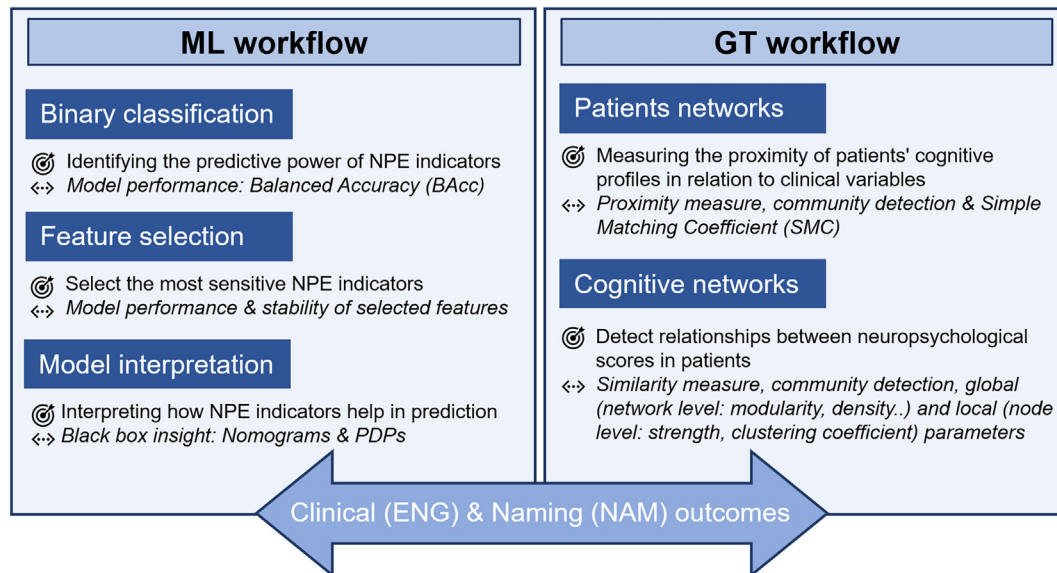 ML workflow
Binary classification
Identifying the predictive power of NPE indicators
Model performance: Balanced Accuracy (BAcc)
Feature selection
Select the most sensitive NPE indicators
Model performance & stability of selected features
Model interpretation
Interpreting how NPE indicators help in prediction
Black box insight: Nomograms & PDPs
GT workflow
Patients networks
Measuring the proximity of patients' cognitive
profiles in relation to clinical variables
Proximity measure, community detection & Simple
Matching Coefficient (SMC)
Cognitive networks
Detect relationships between neuropsychological
scores in patients
Similarity measure, community detection, global
(network level: modularity, density..) and local (node
level: strength, clustering coefficient) parameters
Clinical (ENG) & Naming (NAM) outcomes